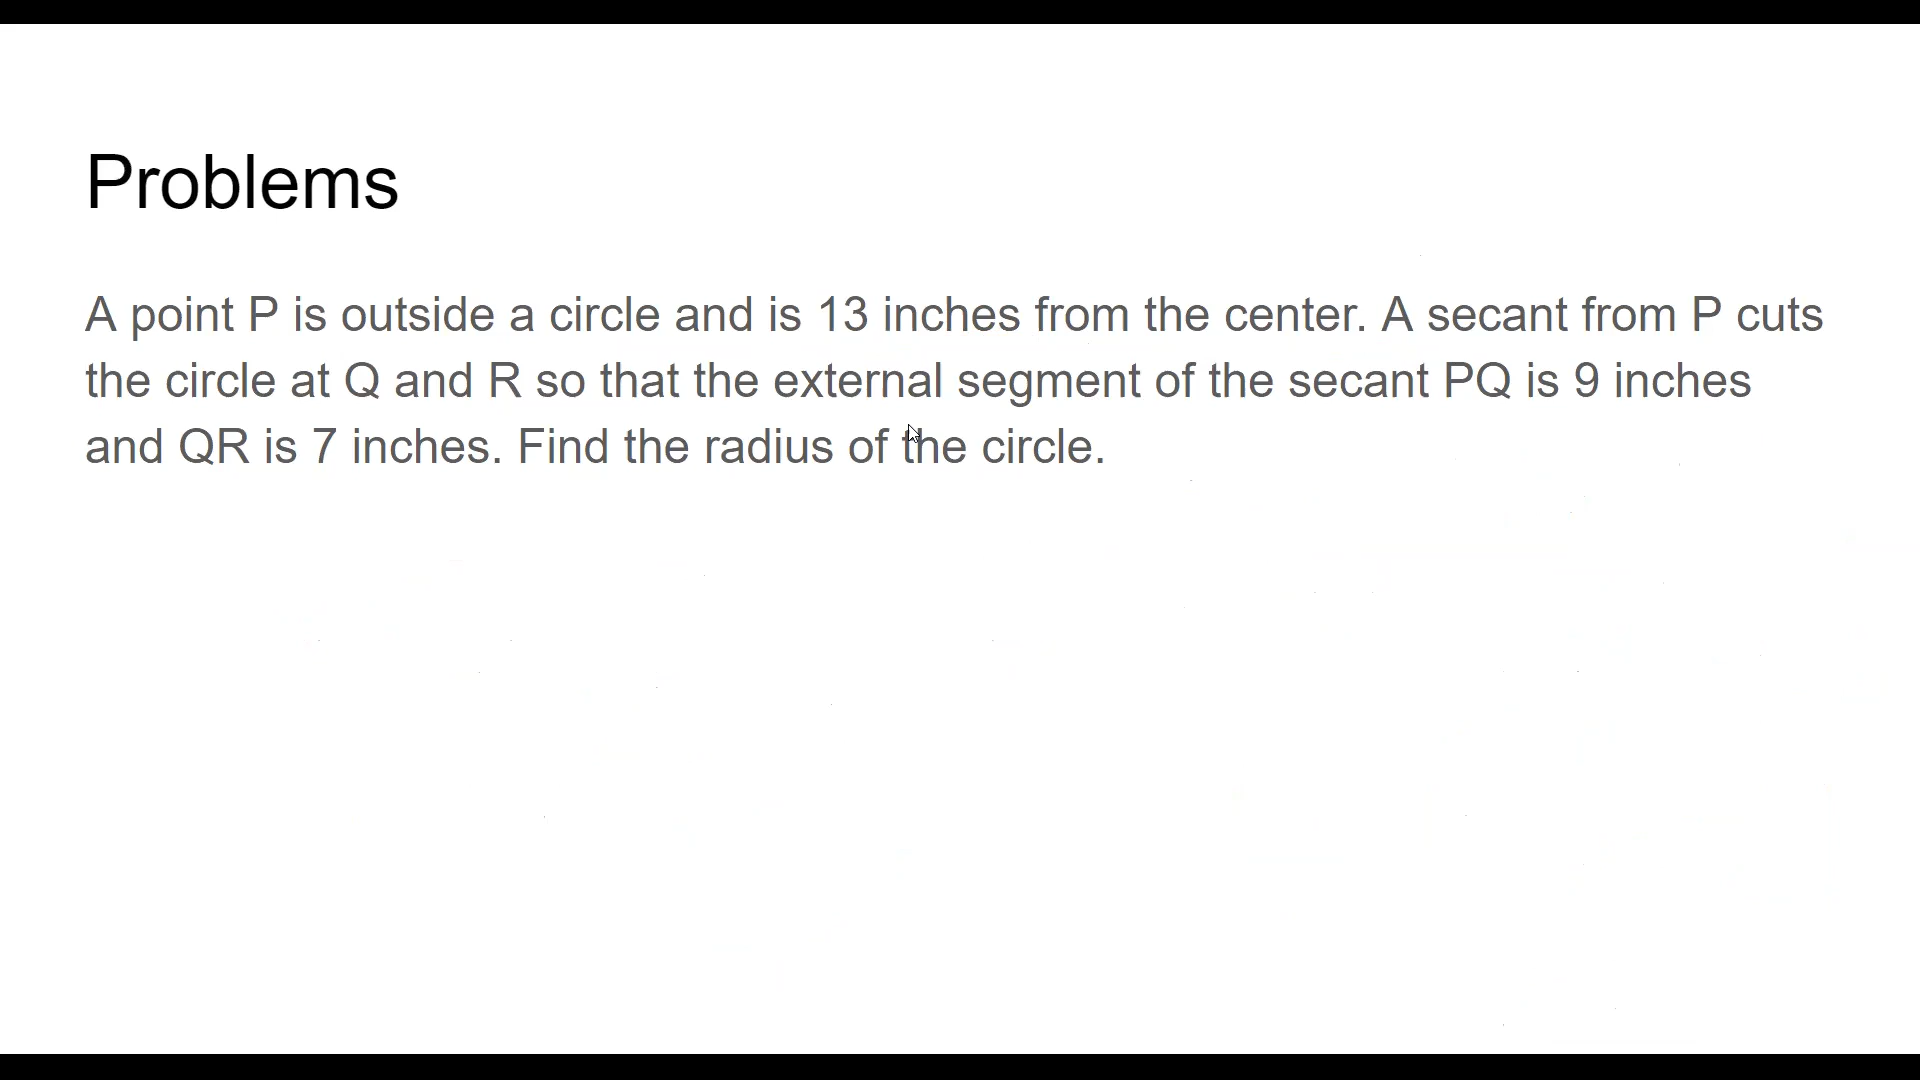 Problems
A point P is outside a circle and is 13 inches from the center. A secant from P cuts
the circle at Q and R so that the external segment of the secant PQ is 9 inches
and QR is 7 inches. Find the radius of the circle.